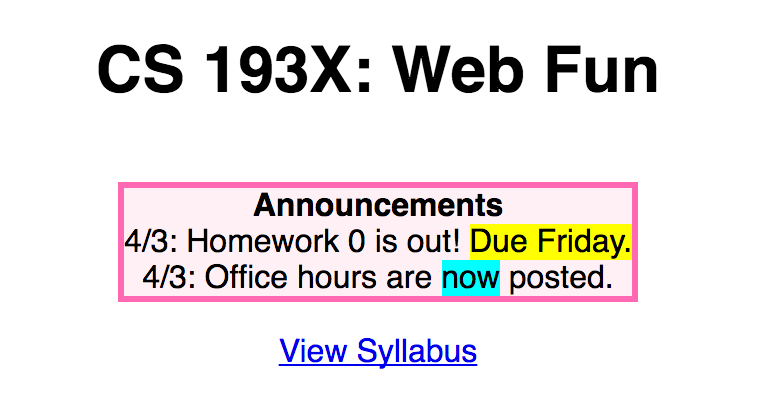 CS 193X: Web Fun
Announcements
4/3: Homework 0 is out! Due Friday.
4/3: Office hours are now posted.
View Syllabus